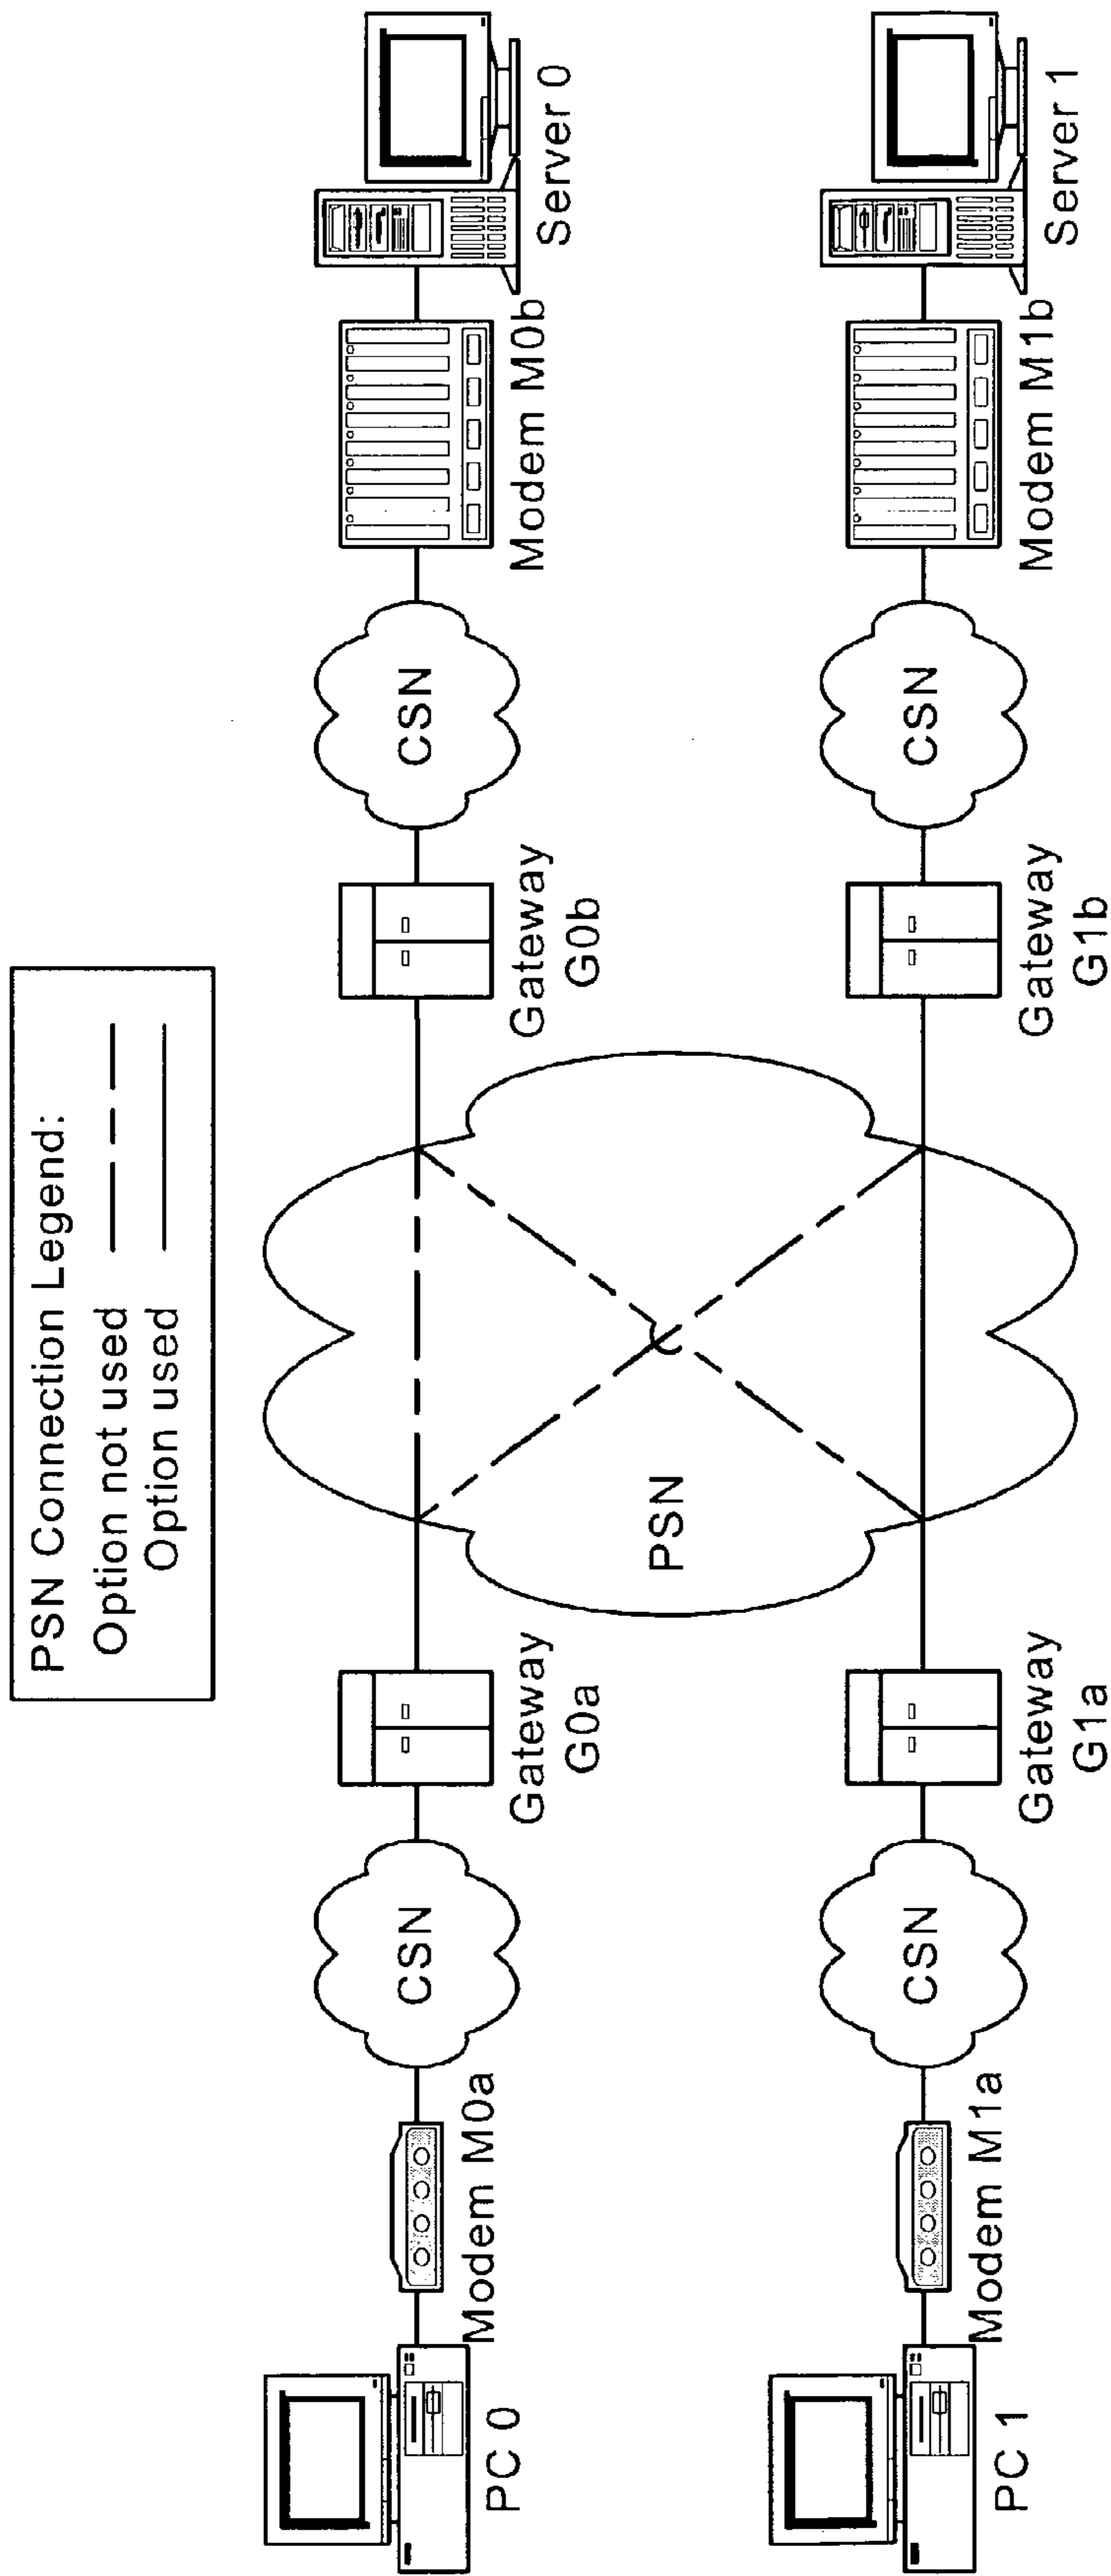 PSN Connection Legend:
Option not used
Option used
PC 0
Modem M0a
CSN
Gateway
G0a
PSN
Gateway
G0b
CSN
Modem M0b
Server 0
PC 1
Modem M1a
CSN
Gateway
G1a
Gateway
G1b
CSN
Modem M1b
Server 1